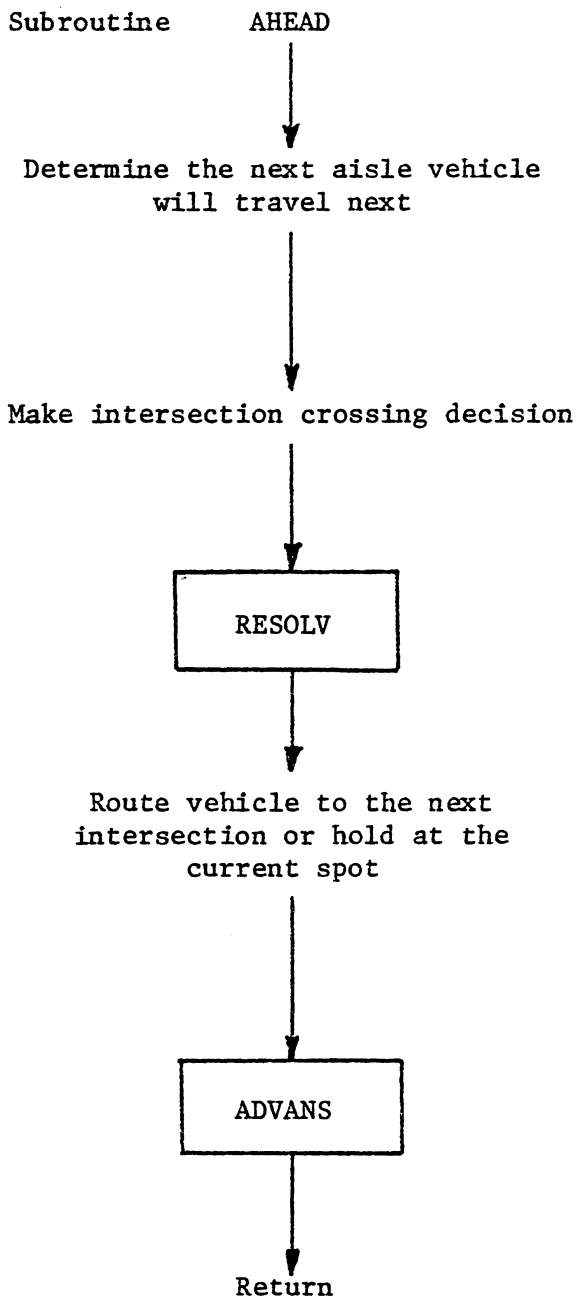 Subroutine AHEAD
Determine the next aisle vehicle
will travel next
Make intersection crossing decision
RESOLV
Route vehicle to the next
intersection or hold at the
current spot
ADVANS
Return